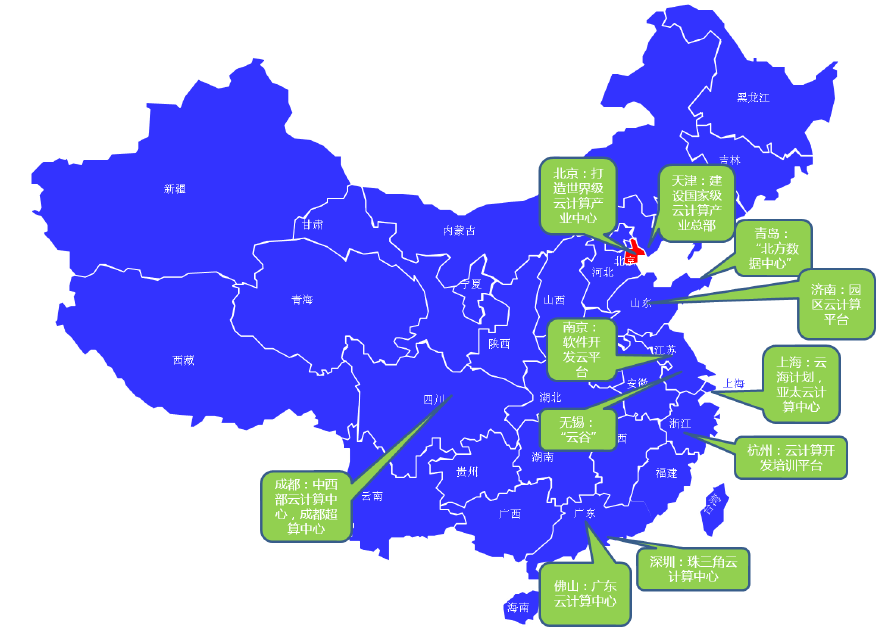 黑龙江
吉林
北京：打
造世界级
云计算产
业中心
天津：建
设国家级
云计算产
业总部
新疆
甘肃
内蒙古
青岛：
“北方数
据中心”
北京
河北
宁夏
青海
山西
山东
济南：园
区云计算
平台
南京：
软件开
发云平
台
陕西
江苏
西藏
上海：云
海计划，
亚太云计
算中心
上海
安徽
四川
湖北
无锡：
“云谷”
浙江
西
杭州：云计算开
发培训平台
湖南
贵州
福建
成都：中西
部云计算中
心，成都超
算中心
云南
台湾
广西
广东
深圳：珠三角云
计算中心
佛山：广东
云计算中心
海南